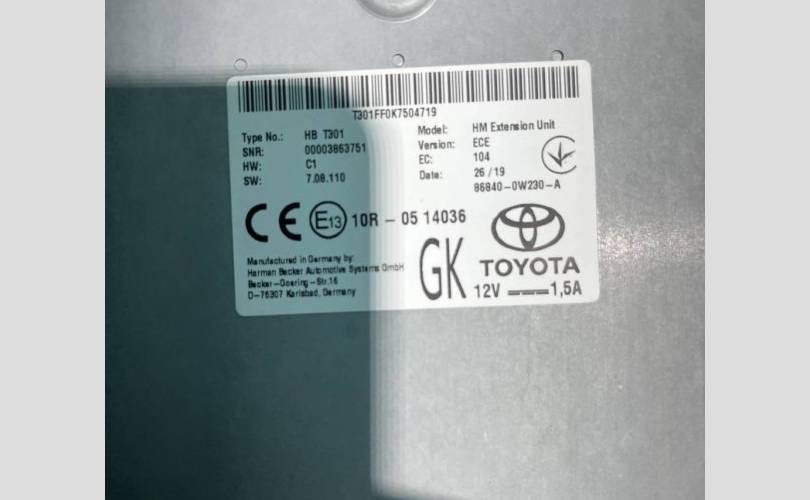 T301FF0K7504719
Type No.: HB T301
SNR: 00003863751
HW: C1
SW: 7.08.110
Model: HM Extension Unit
Version: ECE
EC: 104
Date: 26 / 19
86840-0W230-A
CE E13 10R - 05 14036
Manufactured in Germany by:
Harman Becker Automotive Systems GmbH
Becker-Goering-Str.16
D-76307 Karlsbad, Germany
GK
TOYOTA
12V 1,5A